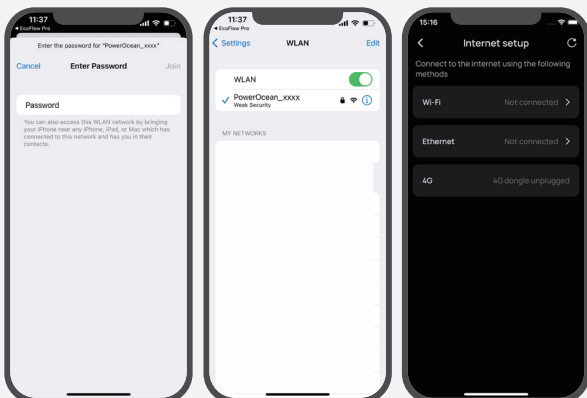 11:37
◀ EcoFlow Pro
Enter the password for "PowerOcean_xxxx"
Cancel
Enter Password
Join
Password
You can also access this WLAN network by bringing
your iPhone near any iPhone, iPad, or Mac which has
connected to this network and has you in their
contacts.
11:37
◀ EcoFlow Pro
Settings
WLAN
Edit
WLAN
PowerOcean_xxxx
Weak Security
MY NETWORKS
15:16
Internet setup
Connect to the internet using the following
methods
Wi-Fi
Not connected
Ethernet
Not connected
4G
4G dongle unplugged